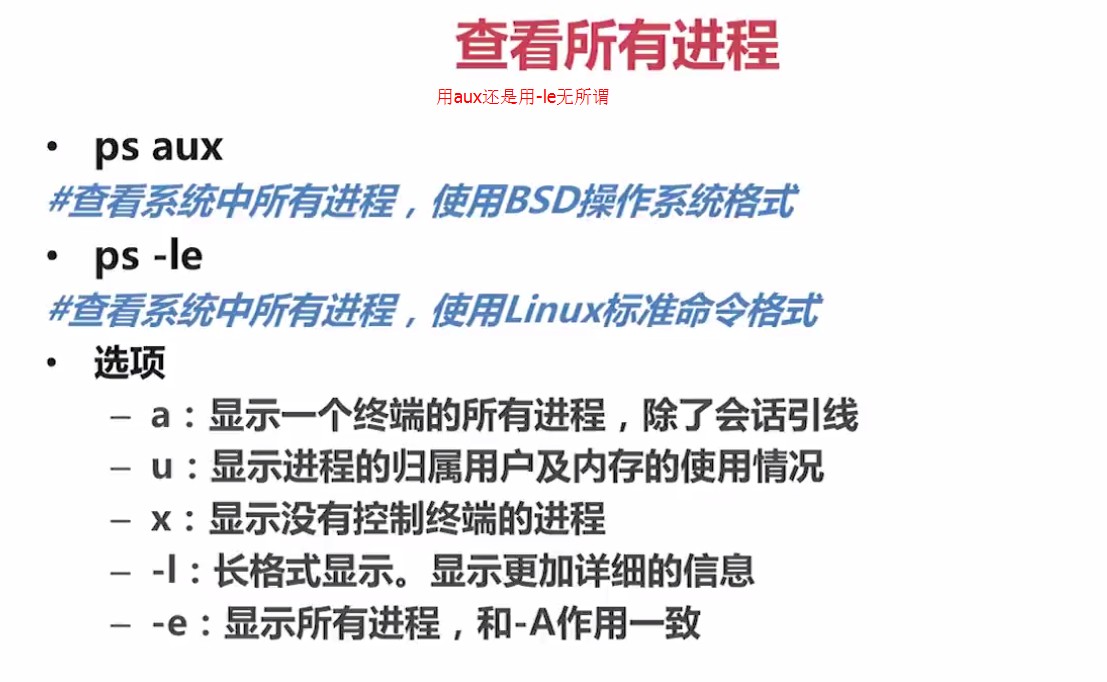 查看所有进程
用aux还是用-le无所谓
• ps aux
#查看系统中所有进程，使用BSD操作系统格式
• ps -le
#查看系统中所有进程，使用Linux标准命令格式
• 选项
– a：显示一个终端的所有进程，除了会话引线
– u：显示进程的归属用户及内存的使用情况
– x：显示没有控制终端的进程
– -l：长格式显示。显示更加详细的信息
– -e：显示所有进程，和-A作用一致